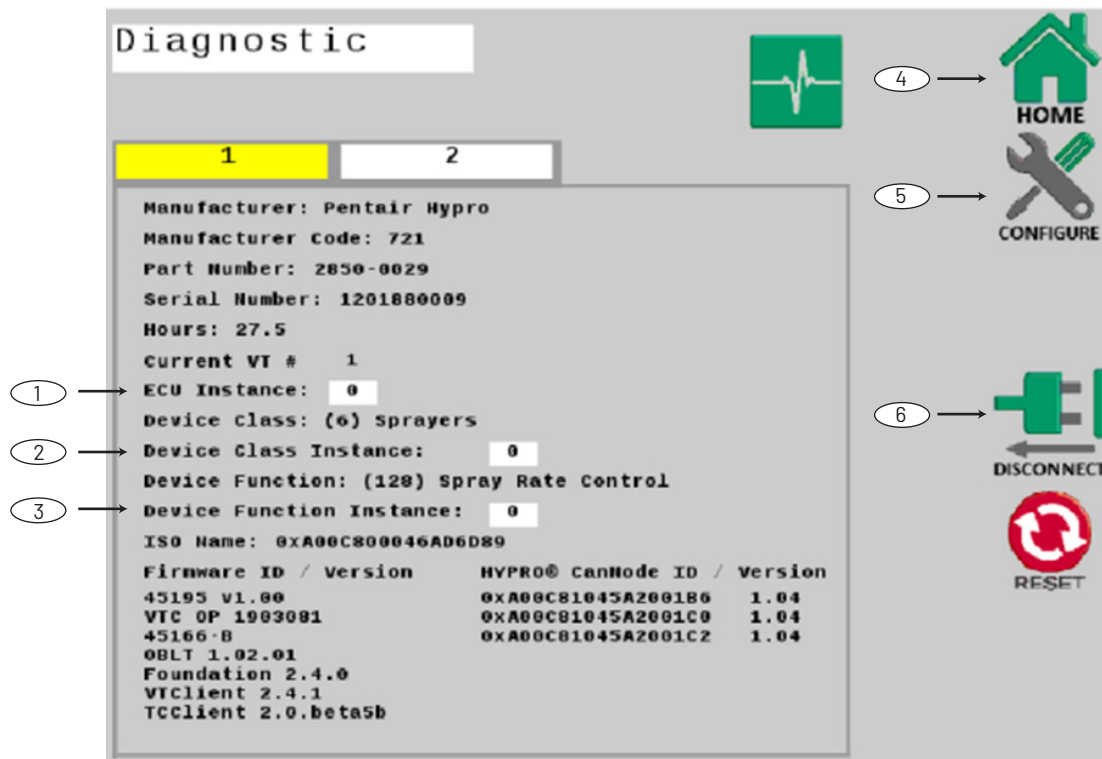 Diagnostic
1 2
Manufacturer: Pentair Hypro
Manufacturer Code: 721
Part Number: 2850-0029
Serial Number: 1201880009
Hours: 27.5
Current VT # 1
ECU Instance: 0
Device Class: (6) Sprayers
Device Class Instance: 0
Device Function: (128) Spray Rate Control
Device Function Instance: 0
ISO Name: 0xA00C800046AD6D89
Firmware ID / Version HYPRO® CanNode ID / Version
45195 v1.00 0xA00C81045A2001B6 1.04
VTC OP 1903081 0xA00C81045A2001C0 1.04
45166-B 0xA00C81045A2001C2 1.04
OBLT 1.02.01
Foundation 2.4.0
VTClient 2.4.1
TCClient 2.0.beta5b
1
2
3
4
HOME
5
CONFIGURE
6
DISCONNECT
RESET